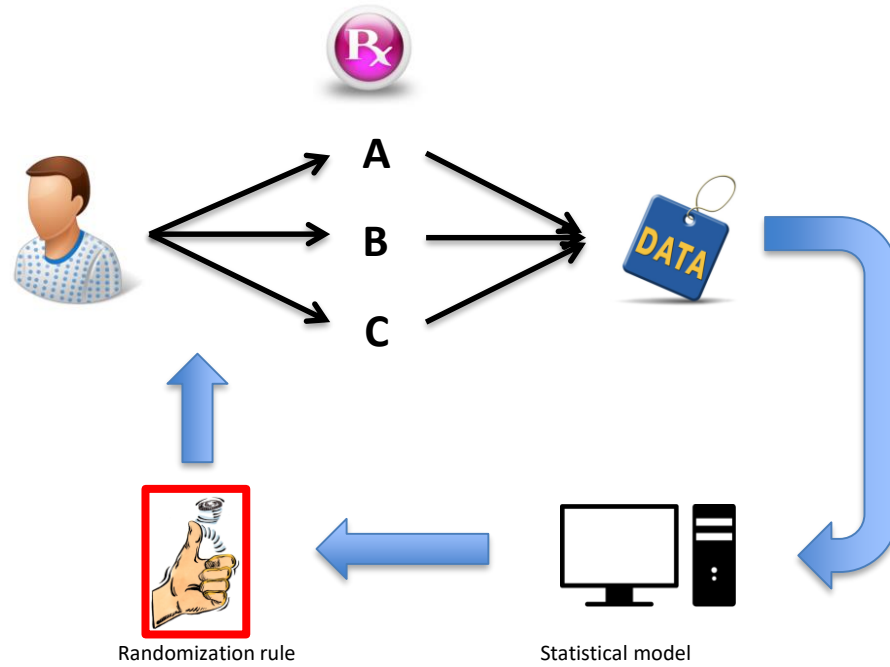 Rx
A
B
DATA
C
Randomization rule
Statistical model